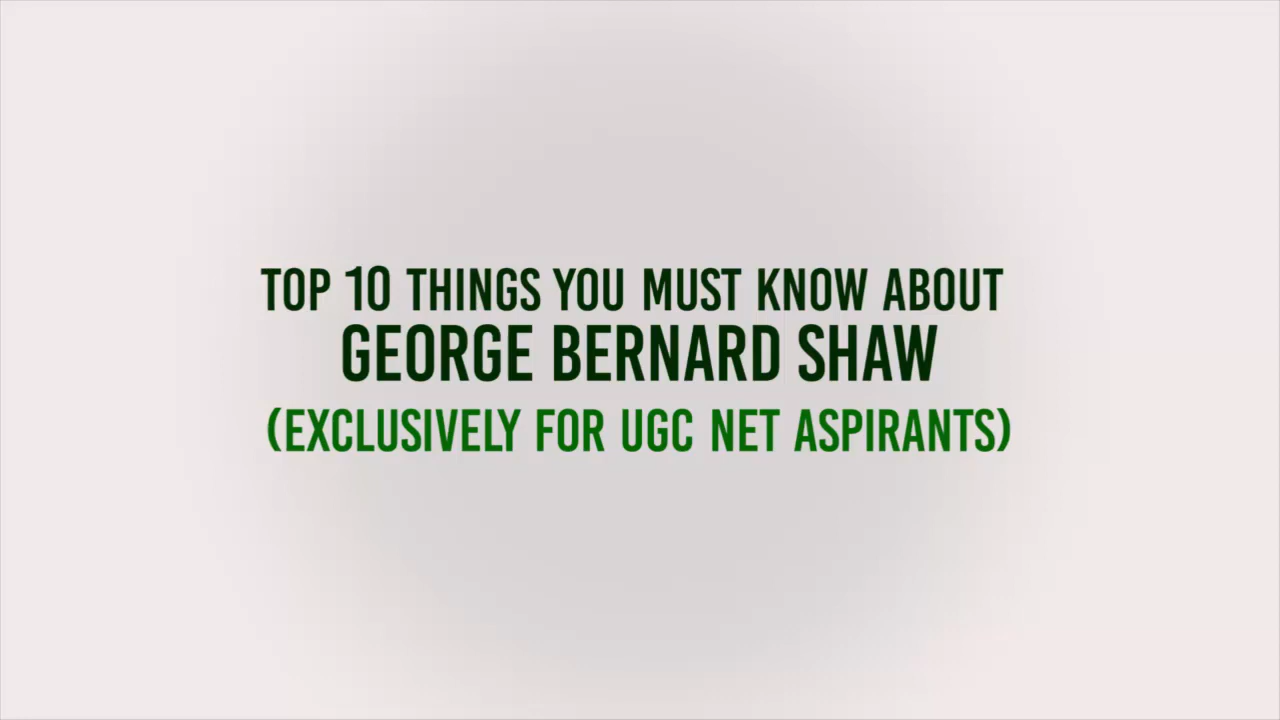 TOP 10 THINGS YOU MUST KNOW ABOUT
GEORGE BERNARD SHAW
(EXCLUSIVELY FOR UGC NET ASPIRANTS)